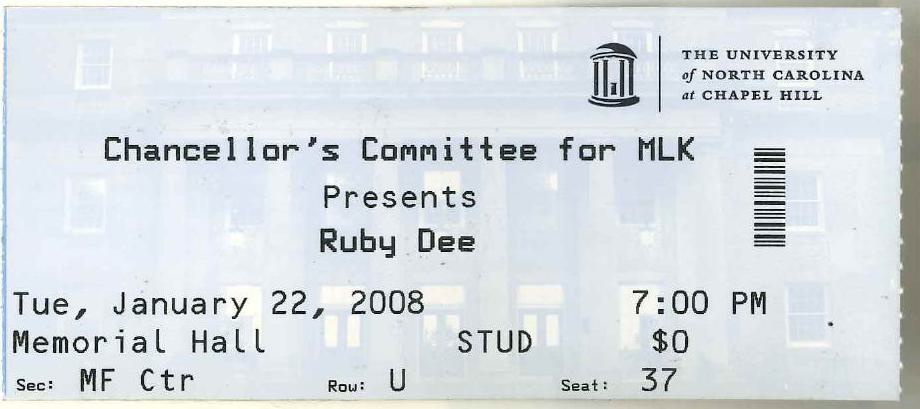 THE UNIVERSITY
of NORTH CAROLINA
at CHAPEL HILL
Chancellor's Committee for MLK
Presents
Ruby Dee
Tue, January 22, 2008 7:00 PM
Memorial Hall STUD $0
Sec: MF Ctr Row: U Seat: 37